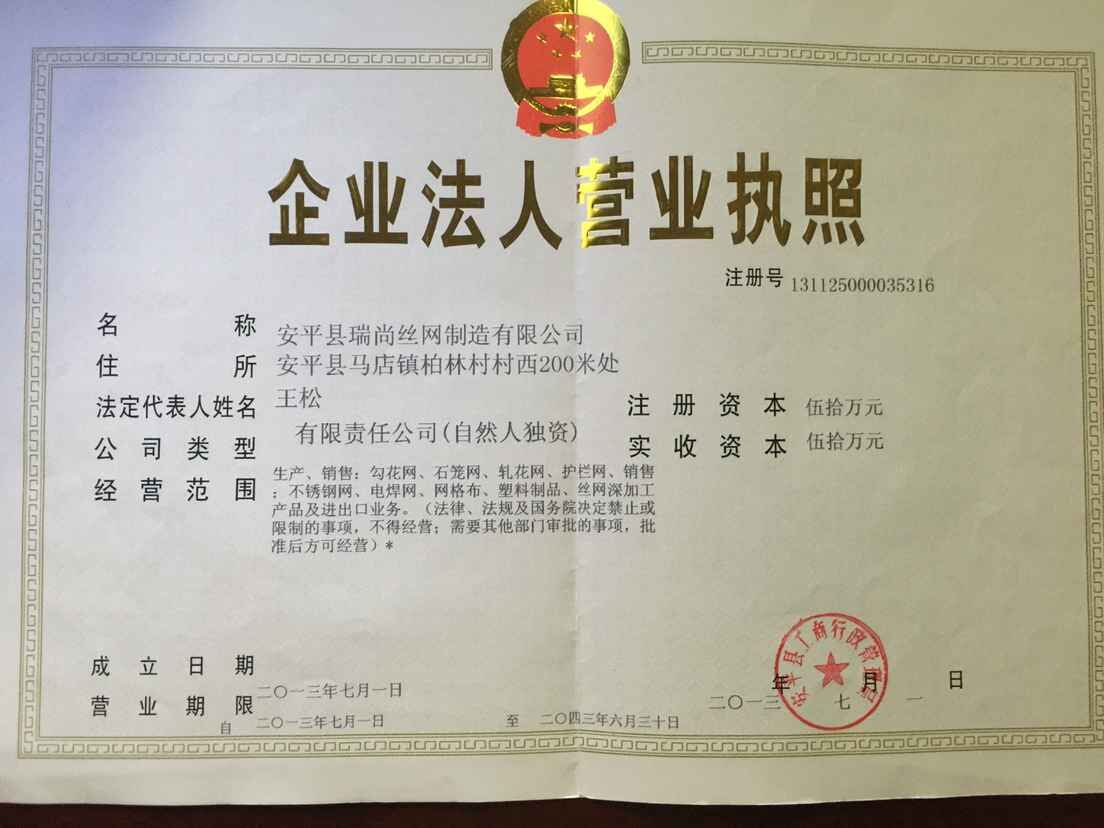 企业法人营业执照
注册号 131125000035316
名称 安平县瑞尚丝网制造有限公司
住所 安平县马店镇柏林村村西200米处
法定代表人姓名 王松
注册资本 伍拾万元
公司类型 有限责任公司(自然人独资)
实收资本 伍拾万元
经营范围 生产、销售：勾花网、石笼网、轧花网、护栏网、销售
：不锈钢网、电焊网、网格布、塑料制品、丝网深加工
产品及进出口业务。（法律、法规及国务院决定禁止或
限制的事项，不得经营；需要其他部门审批的事项，批
准后方可经营）*
安平县工商行政管理局
成立日期 二〇一三年七月一日
年 月 日
二〇一三 七 一
营业期限 自 二〇一三年七月一日 至 二〇四三年六月三十日